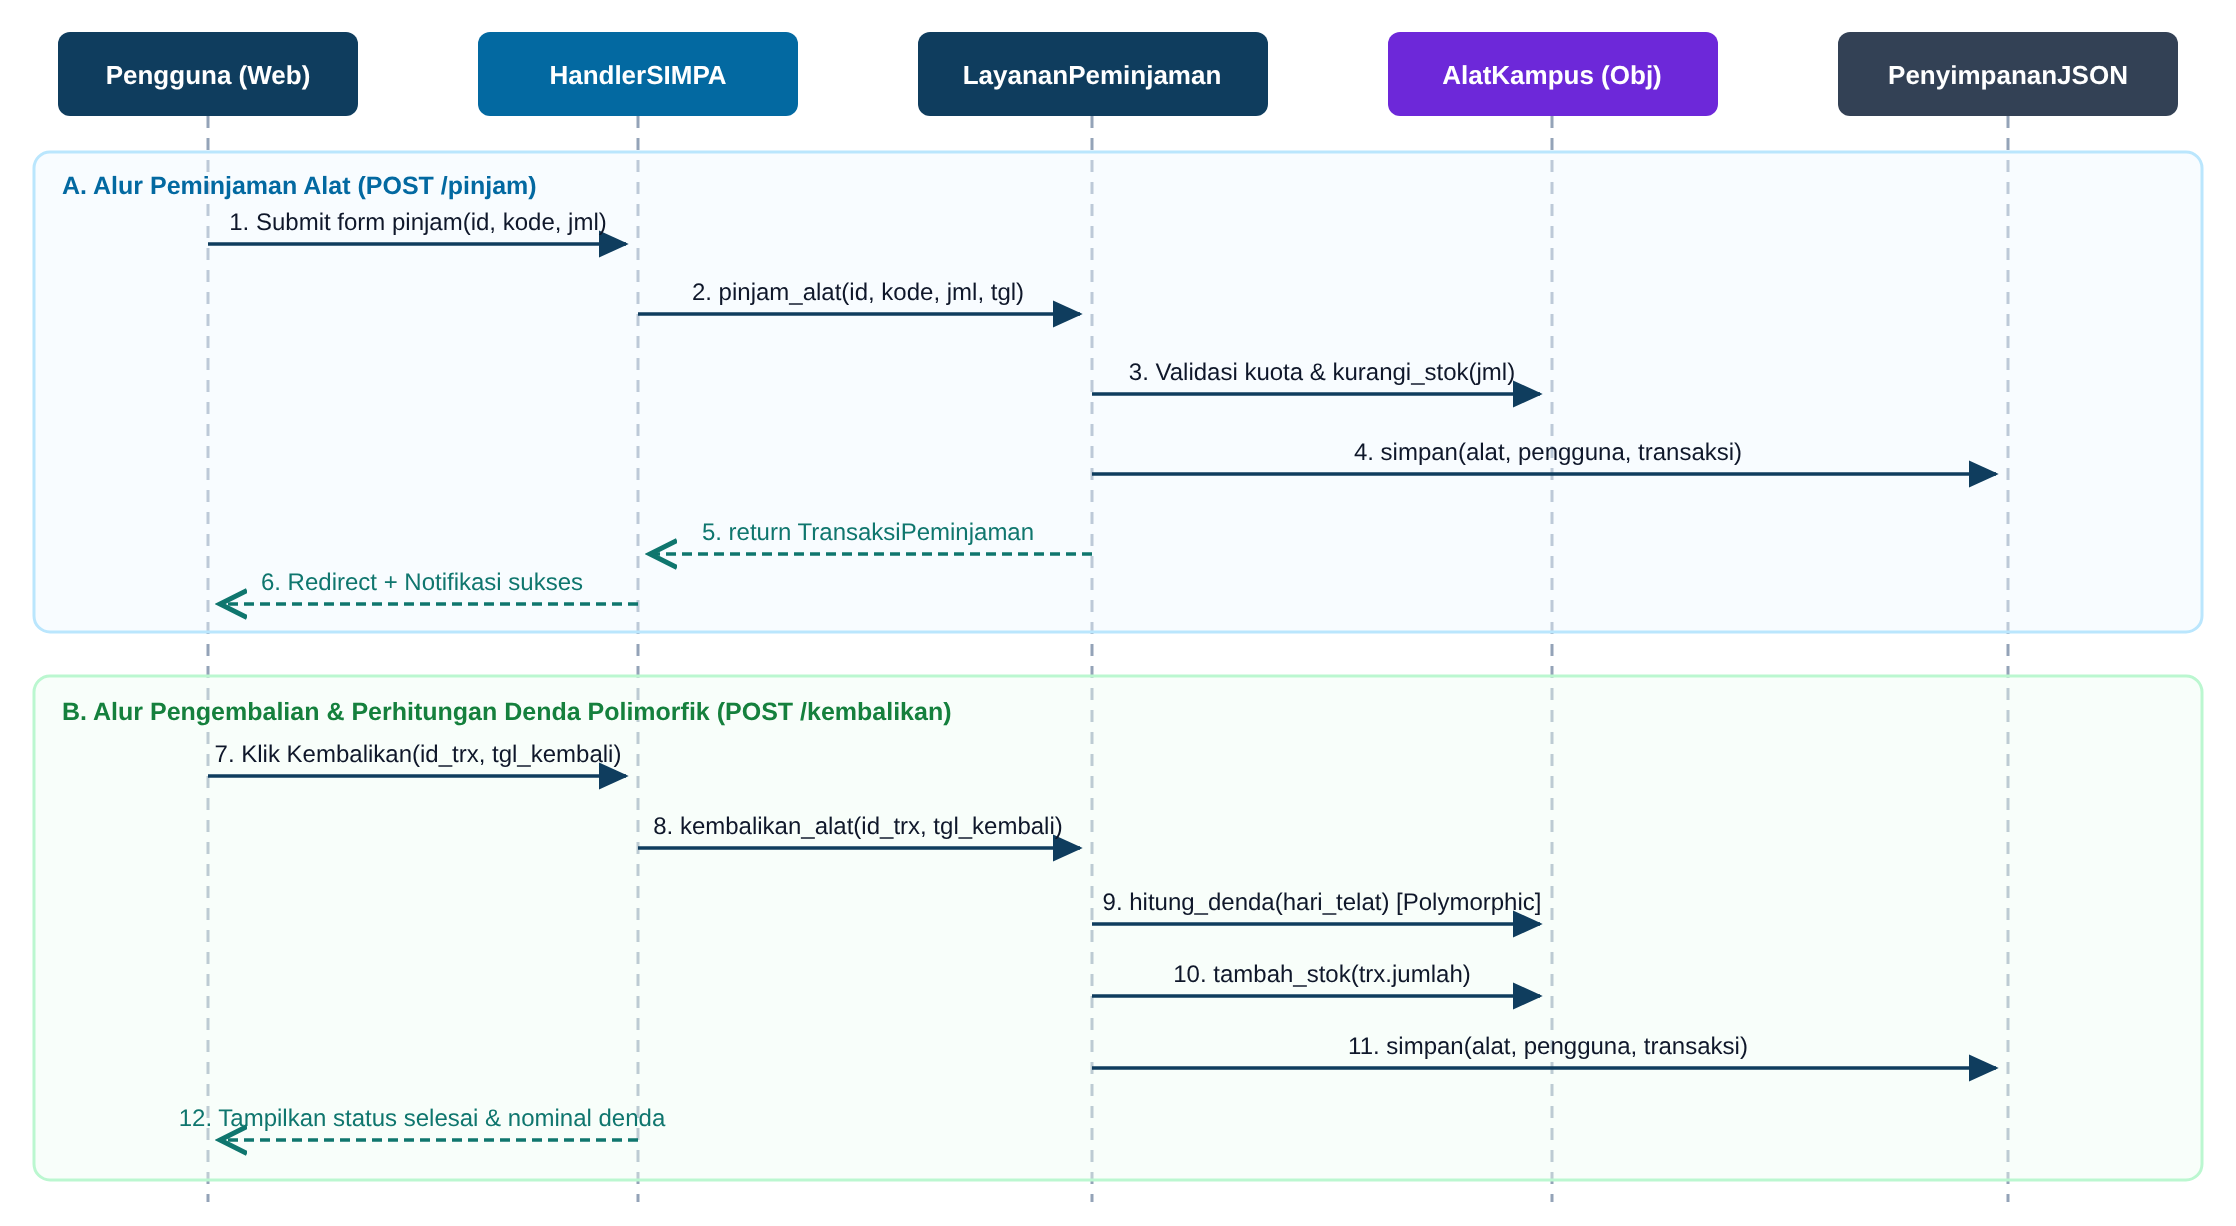 Pengguna (Web)
HandlerSIMPA
LayananPeminjaman
AlatKampus (Obj)
PenyimpananJSON
A. Alur Peminjaman Alat (POST /pinjam)
1. Submit form pinjam(id, kode, jml)
2. pinjam_alat(id, kode, jml, tgl)
3. Validasi kuota & kurangi_stok(jml)
4. simpan(alat, pengguna, transaksi)
5. return TransaksiPeminjaman
6. Redirect + Notifikasi sukses
B. Alur Pengembalian & Perhitungan Denda Polimorfik (POST /kembalikan)
7. Klik Kembalikan(id_trx, tgl_kembali)
8. kembalikan_alat(id_trx, tgl_kembali)
9. hitung_denda(hari_telat) [Polymorphic]
10. tambah_stok(trx.jumlah)
11. simpan(alat, pengguna, transaksi)
12. Tampilkan status selesai & nominal denda